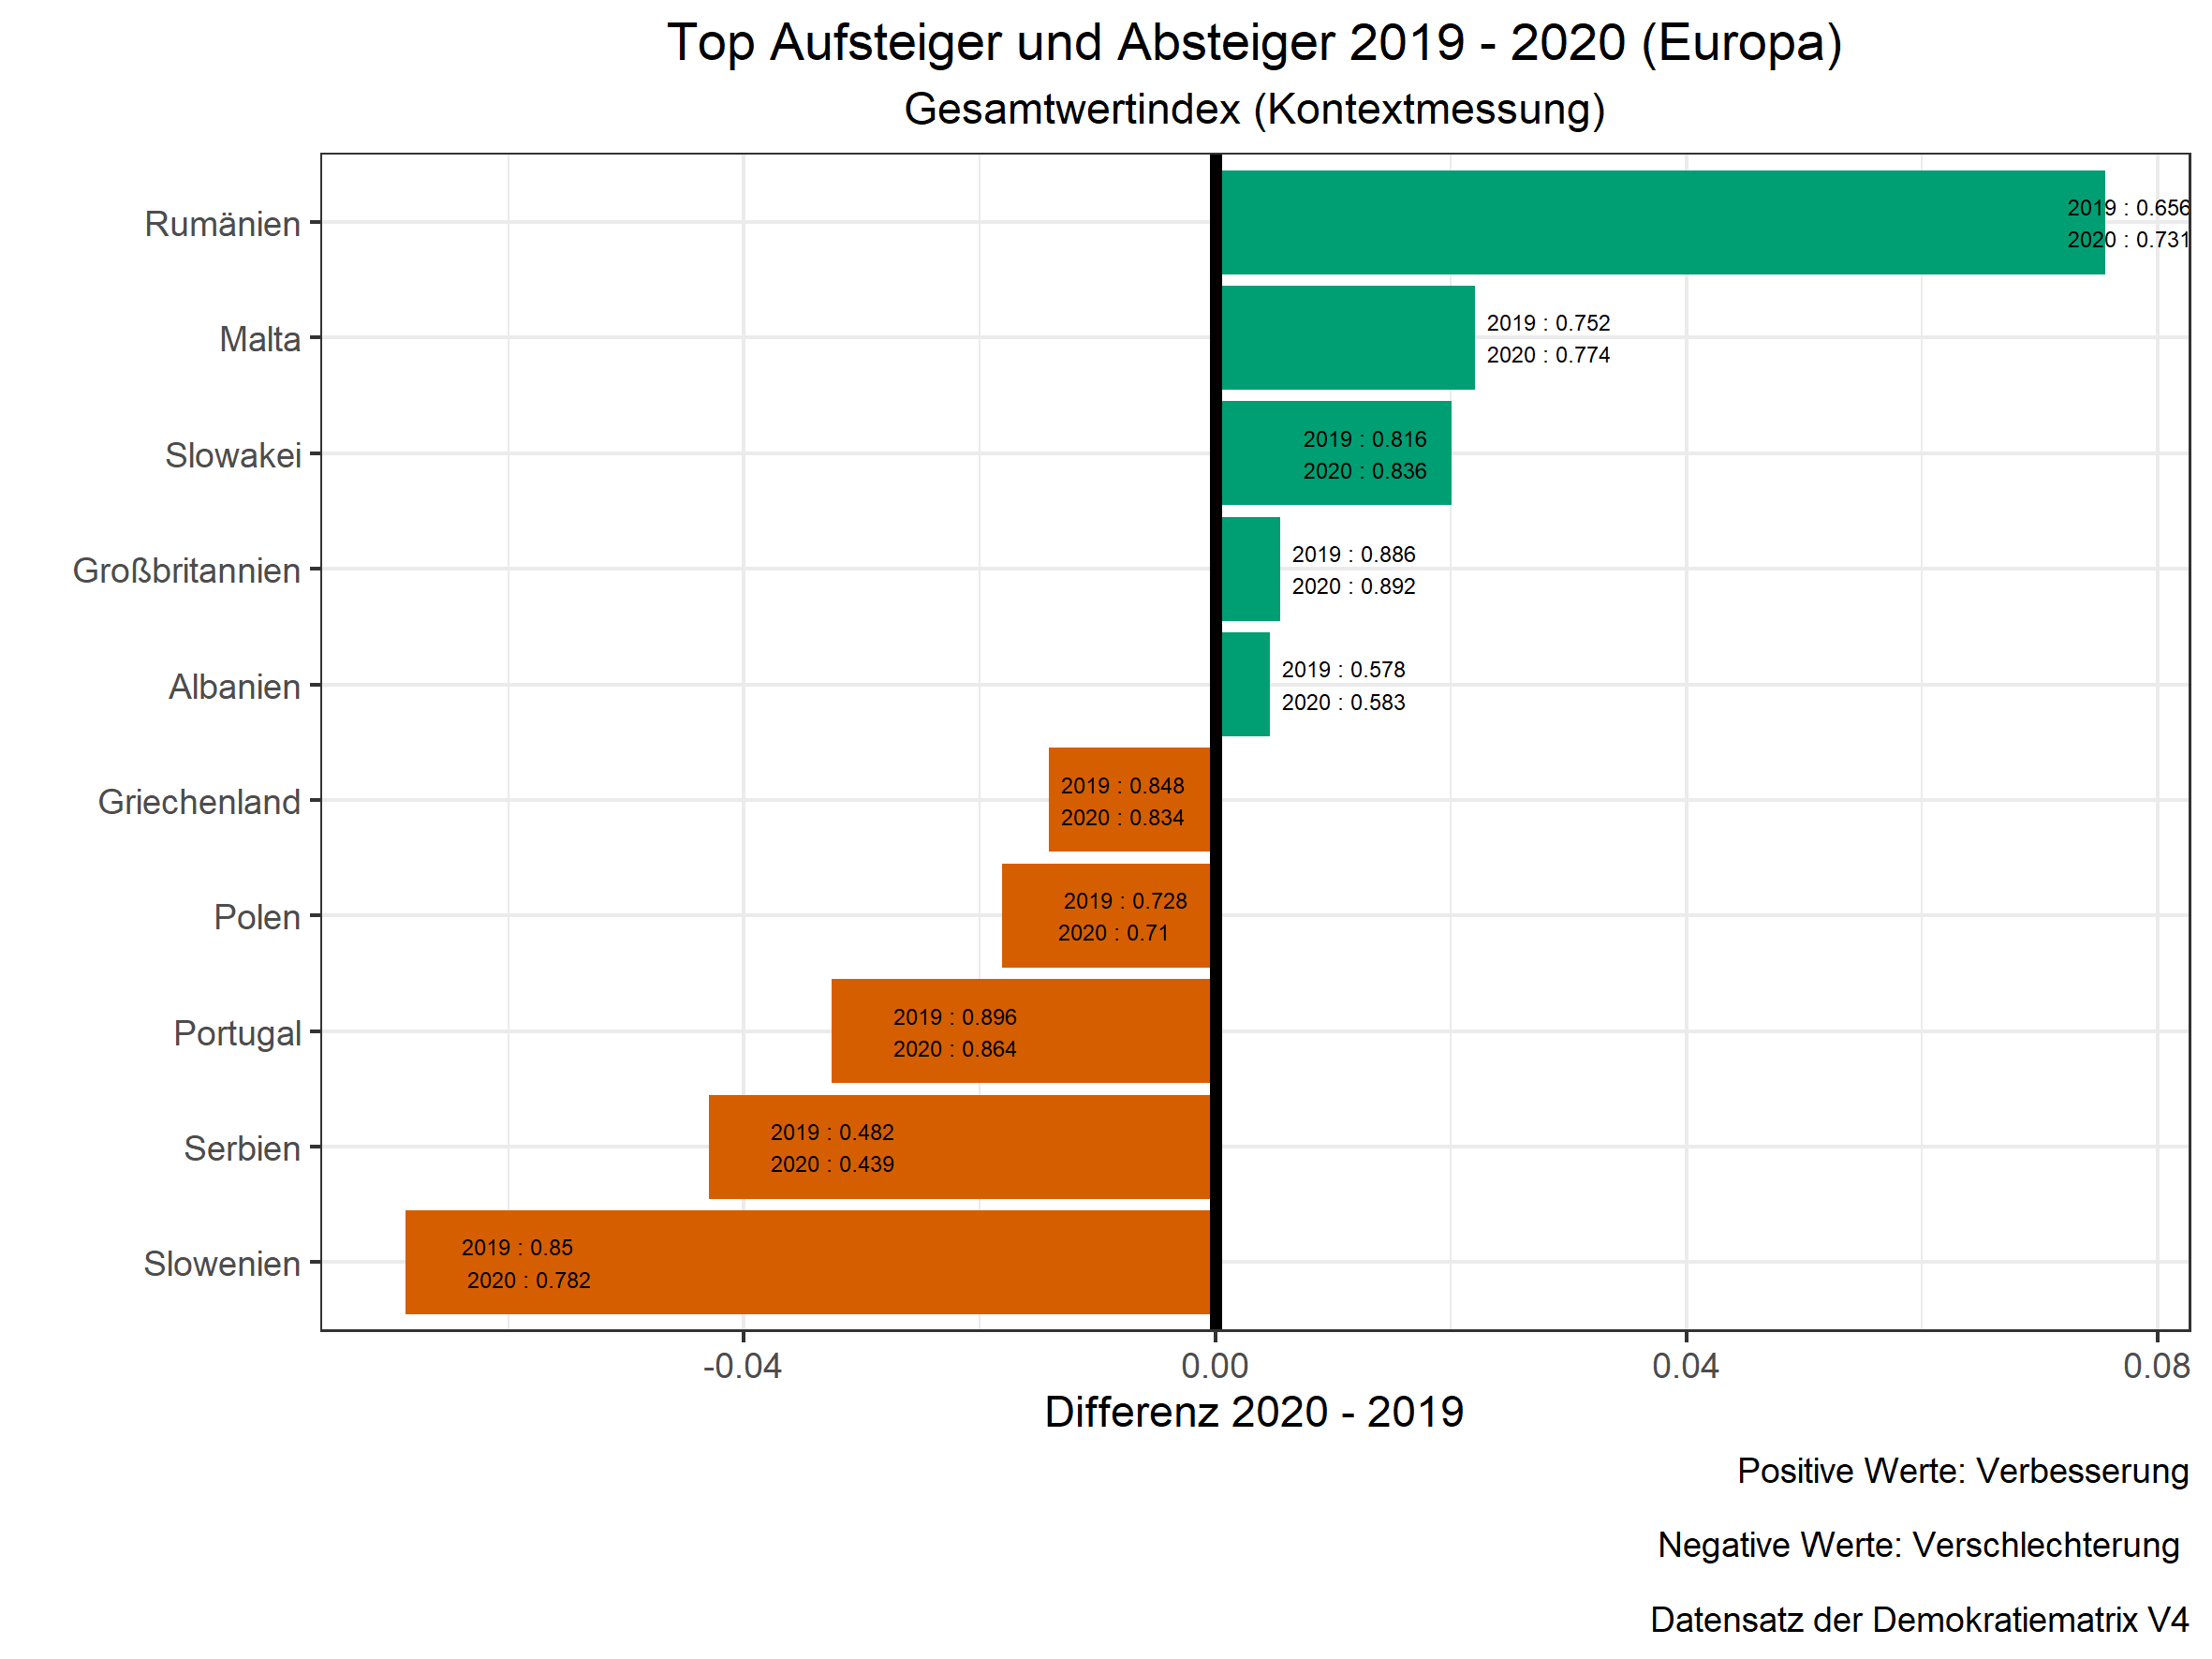 Top Aufsteiger und Absteiger 2019 - 2020 (Europa)
Gesamtwertindex (Kontextmessung)
Rumänien
2019 : 0.656
2020 : 0.731
Malta
2019 : 0.752
2020 : 0.774
Slowakei
2019 : 0.816
2020 : 0.836
Großbritannien
2019 : 0.886
2020 : 0.892
Albanien
2019 : 0.578
2020 : 0.583
Griechenland
2019 : 0.848
2020 : 0.834
Polen
2019 : 0.728
2020 : 0.71
Portugal
2019 : 0.896
2020 : 0.864
Serbien
2019 : 0.482
2020 : 0.439
Slowenien
2019 : 0.85
2020 : 0.782
-0.04 0.00 0.04 0.08
Differenz 2020 - 2019
Positive Werte: Verbesserung
Negative Werte: Verschlechterung
Datensatz der Demokratiematrix V4